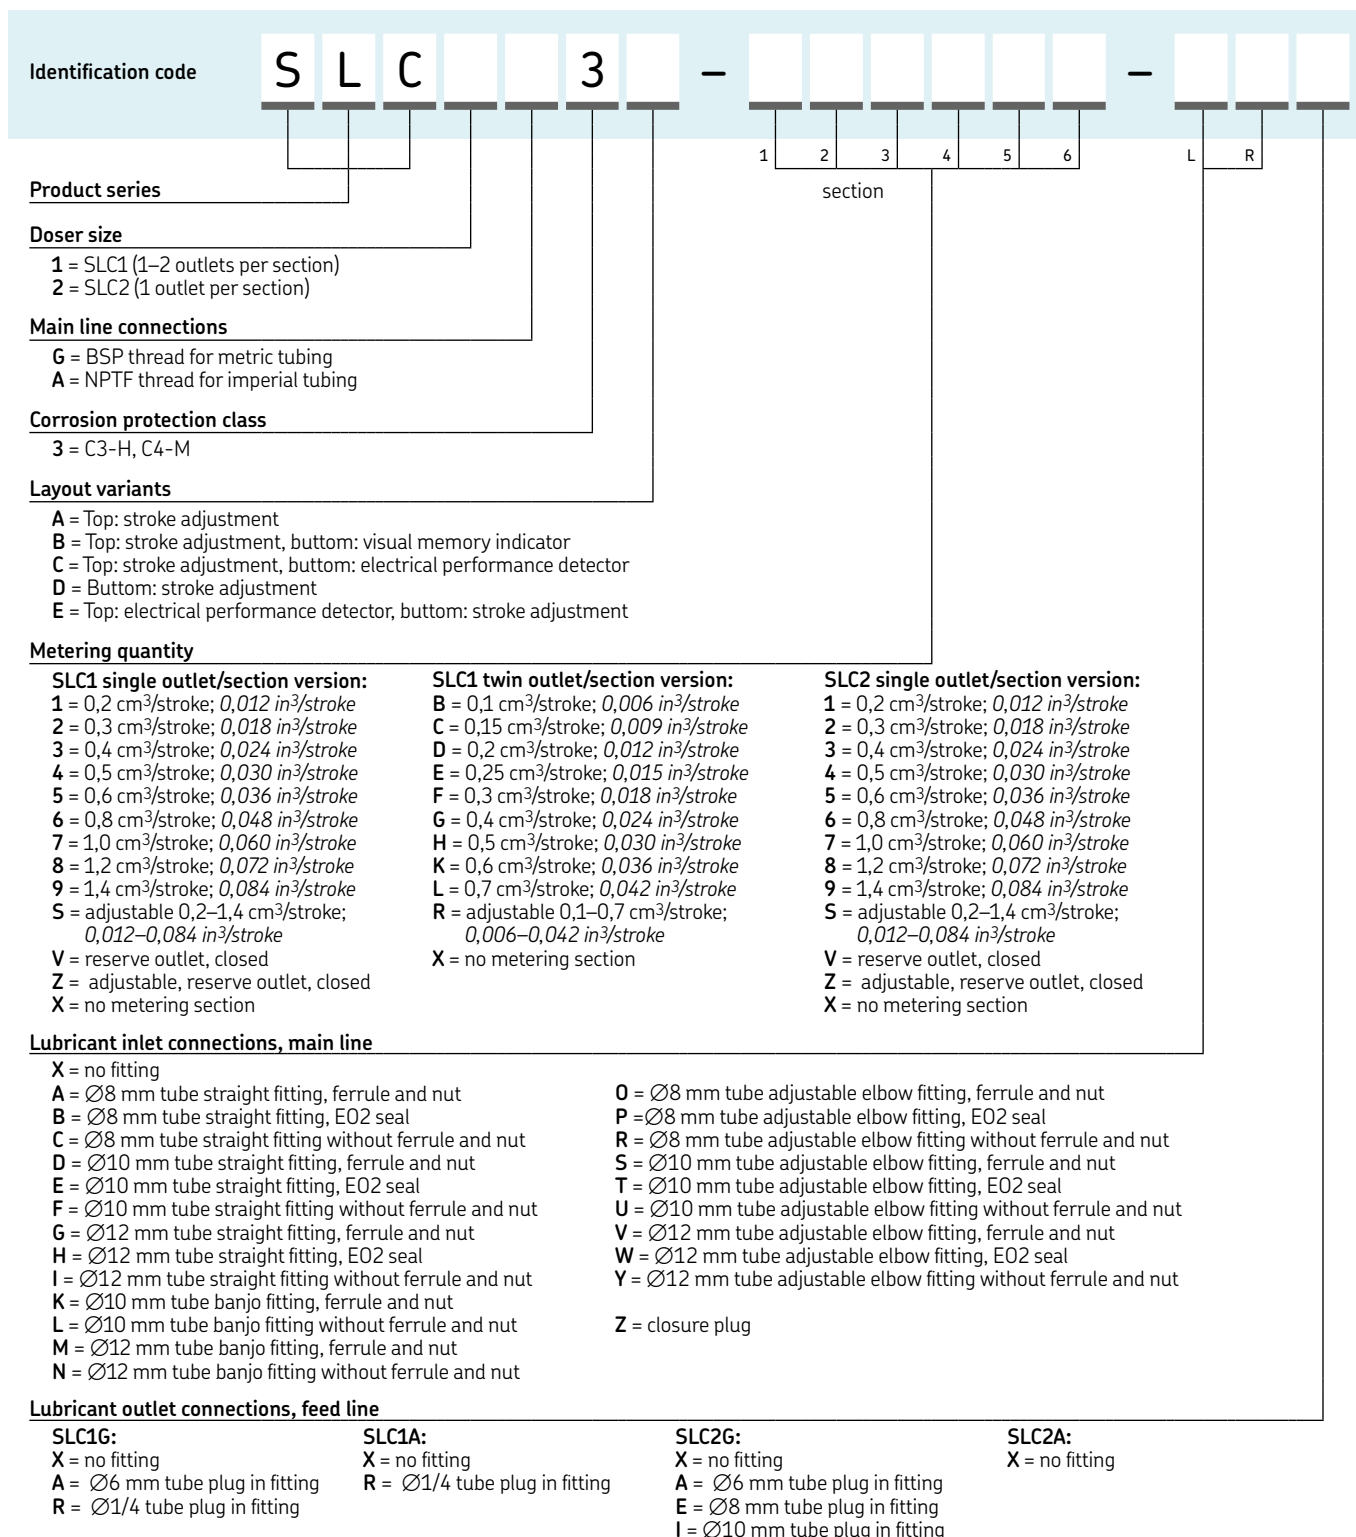 Identification code S L C 3 – –
1 2 3 4 5 6 L R
section
Product series
Doser size
1 = SLC1 (1–2 outlets per section)
2 = SLC2 (1 outlet per section)
Main line connections
G = BSP thread for metric tubing
A = NPTF thread for imperial tubing
Corrosion protection class
3 = C3-H, C4-M
Layout variants
A = Top: stroke adjustment
B = Top: stroke adjustment, buttom: visual memory indicator
C = Top: stroke adjustment, buttom: electrical performance detector
D = Buttom: stroke adjustment
E = Top: electrical performance detector, buttom: stroke adjustment
Metering quantity
SLC1 single outlet/section version:
1 = 0,2 cm³/stroke; 0,012 in³/stroke
2 = 0,3 cm³/stroke; 0,018 in³/stroke
3 = 0,4 cm³/stroke; 0,024 in³/stroke
4 = 0,5 cm³/stroke; 0,030 in³/stroke
5 = 0,6 cm³/stroke; 0,036 in³/stroke
6 = 0,8 cm³/stroke; 0,048 in³/stroke
7 = 1,0 cm³/stroke; 0,060 in³/stroke
8 = 1,2 cm³/stroke; 0,072 in³/stroke
9 = 1,4 cm³/stroke; 0,084 in³/stroke
S = adjustable 0,2–1,4 cm³/stroke;
0,012–0,084 in³/stroke
V = reserve outlet, closed
Z = adjustable, reserve outlet, closed
X = no metering section
SLC1 twin outlet/section version:
B = 0,1 cm³/stroke; 0,006 in³/stroke
C = 0,15 cm³/stroke; 0,009 in³/stroke
D = 0,2 cm³/stroke; 0,012 in³/stroke
E = 0,25 cm³/stroke; 0,015 in³/stroke
F = 0,3 cm³/stroke; 0,018 in³/stroke
G = 0,4 cm³/stroke; 0,024 in³/stroke
H = 0,5 cm³/stroke; 0,030 in³/stroke
K = 0,6 cm³/stroke; 0,036 in³/stroke
L = 0,7 cm³/stroke; 0,042 in³/stroke
R = adjustable 0,1–0,7 cm³/stroke;
0,006–0,042 in³/stroke
X = no metering section
SLC2 single outlet/section version:
1 = 0,2 cm³/stroke; 0,012 in³/stroke
2 = 0,3 cm³/stroke; 0,018 in³/stroke
3 = 0,4 cm³/stroke; 0,024 in³/stroke
4 = 0,5 cm³/stroke; 0,030 in³/stroke
5 = 0,6 cm³/stroke; 0,036 in³/stroke
6 = 0,8 cm³/stroke; 0,048 in³/stroke
7 = 1,0 cm³/stroke; 0,060 in³/stroke
8 = 1,2 cm³/stroke; 0,072 in³/stroke
9 = 1,4 cm³/stroke; 0,084 in³/stroke
S = adjustable 0,2–1,4 cm³/stroke;
0,012–0,084 in³/stroke
V = reserve outlet, closed
Z = adjustable, reserve outlet, closed
X = no metering section
Lubricant inlet connections, main line
X = no fitting
A = ∅8 mm tube straight fitting, ferrule and nut
B = ∅8 mm tube straight fitting, EO2 seal
C = ∅8 mm tube straight fitting without ferrule and nut
D = ∅10 mm tube straight fitting, ferrule and nut
E = ∅10 mm tube straight fitting, EO2 seal
F = ∅10 mm tube straight fitting without ferrule and nut
G = ∅12 mm tube straight fitting, ferrule and nut
H = ∅12 mm tube straight fitting, EO2 seal
I = ∅12 mm tube straight fitting without ferrule and nut
K = ∅10 mm tube banjo fitting, ferrule and nut
L = ∅10 mm tube banjo fitting without ferrule and nut
M = ∅12 mm tube banjo fitting, ferrule and nut
N = ∅12 mm tube banjo fitting without ferrule and nut
O = ∅8 mm tube adjustable elbow fitting, ferrule and nut
P =∅8 mm tube adjustable elbow fitting, EO2 seal
R = ∅8 mm tube adjustable elbow fitting without ferrule and nut
S = ∅10 mm tube adjustable elbow fitting, ferrule and nut
T = ∅10 mm tube adjustable elbow fitting, EO2 seal
U = ∅10 mm tube adjustable elbow fitting without ferrule and nut
V = ∅12 mm tube adjustable elbow fitting, ferrule and nut
W = ∅12 mm tube adjustable elbow fitting, EO2 seal
Y = ∅12 mm tube adjustable elbow fitting without ferrule and nut
Z = closure plug
Lubricant outlet connections, feed line
SLC1G:
X = no fitting
A = ∅6 mm tube plug in fitting
R = ∅1/4 tube plug in fitting
SLC1A:
X = no fitting
R = ∅1/4 tube plug in fitting
SLC2G:
X = no fitting
A = ∅6 mm tube plug in fitting
E = ∅8 mm tube plug in fitting
I = ∅10 mm tube plug in fitting
SLC2A:
X = no fitting